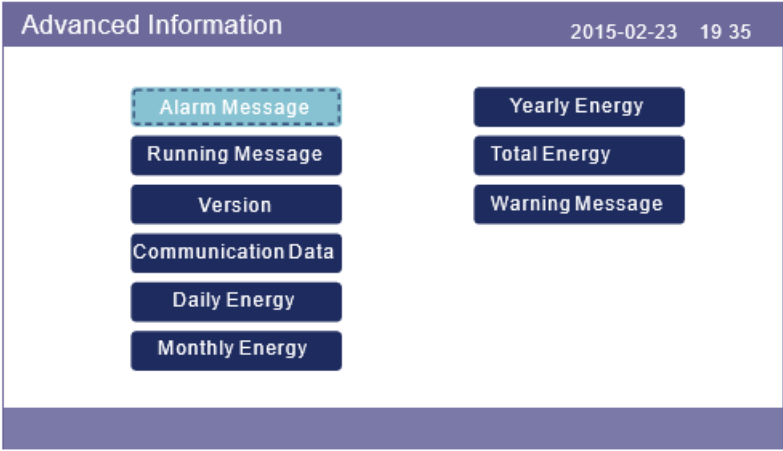 Advanced Information
2015-02-23 19 35
Alarm Message
Running Message
Version
Communication Data
Daily Energy
Monthly Energy
Yearly Energy
Total Energy
Warning Message